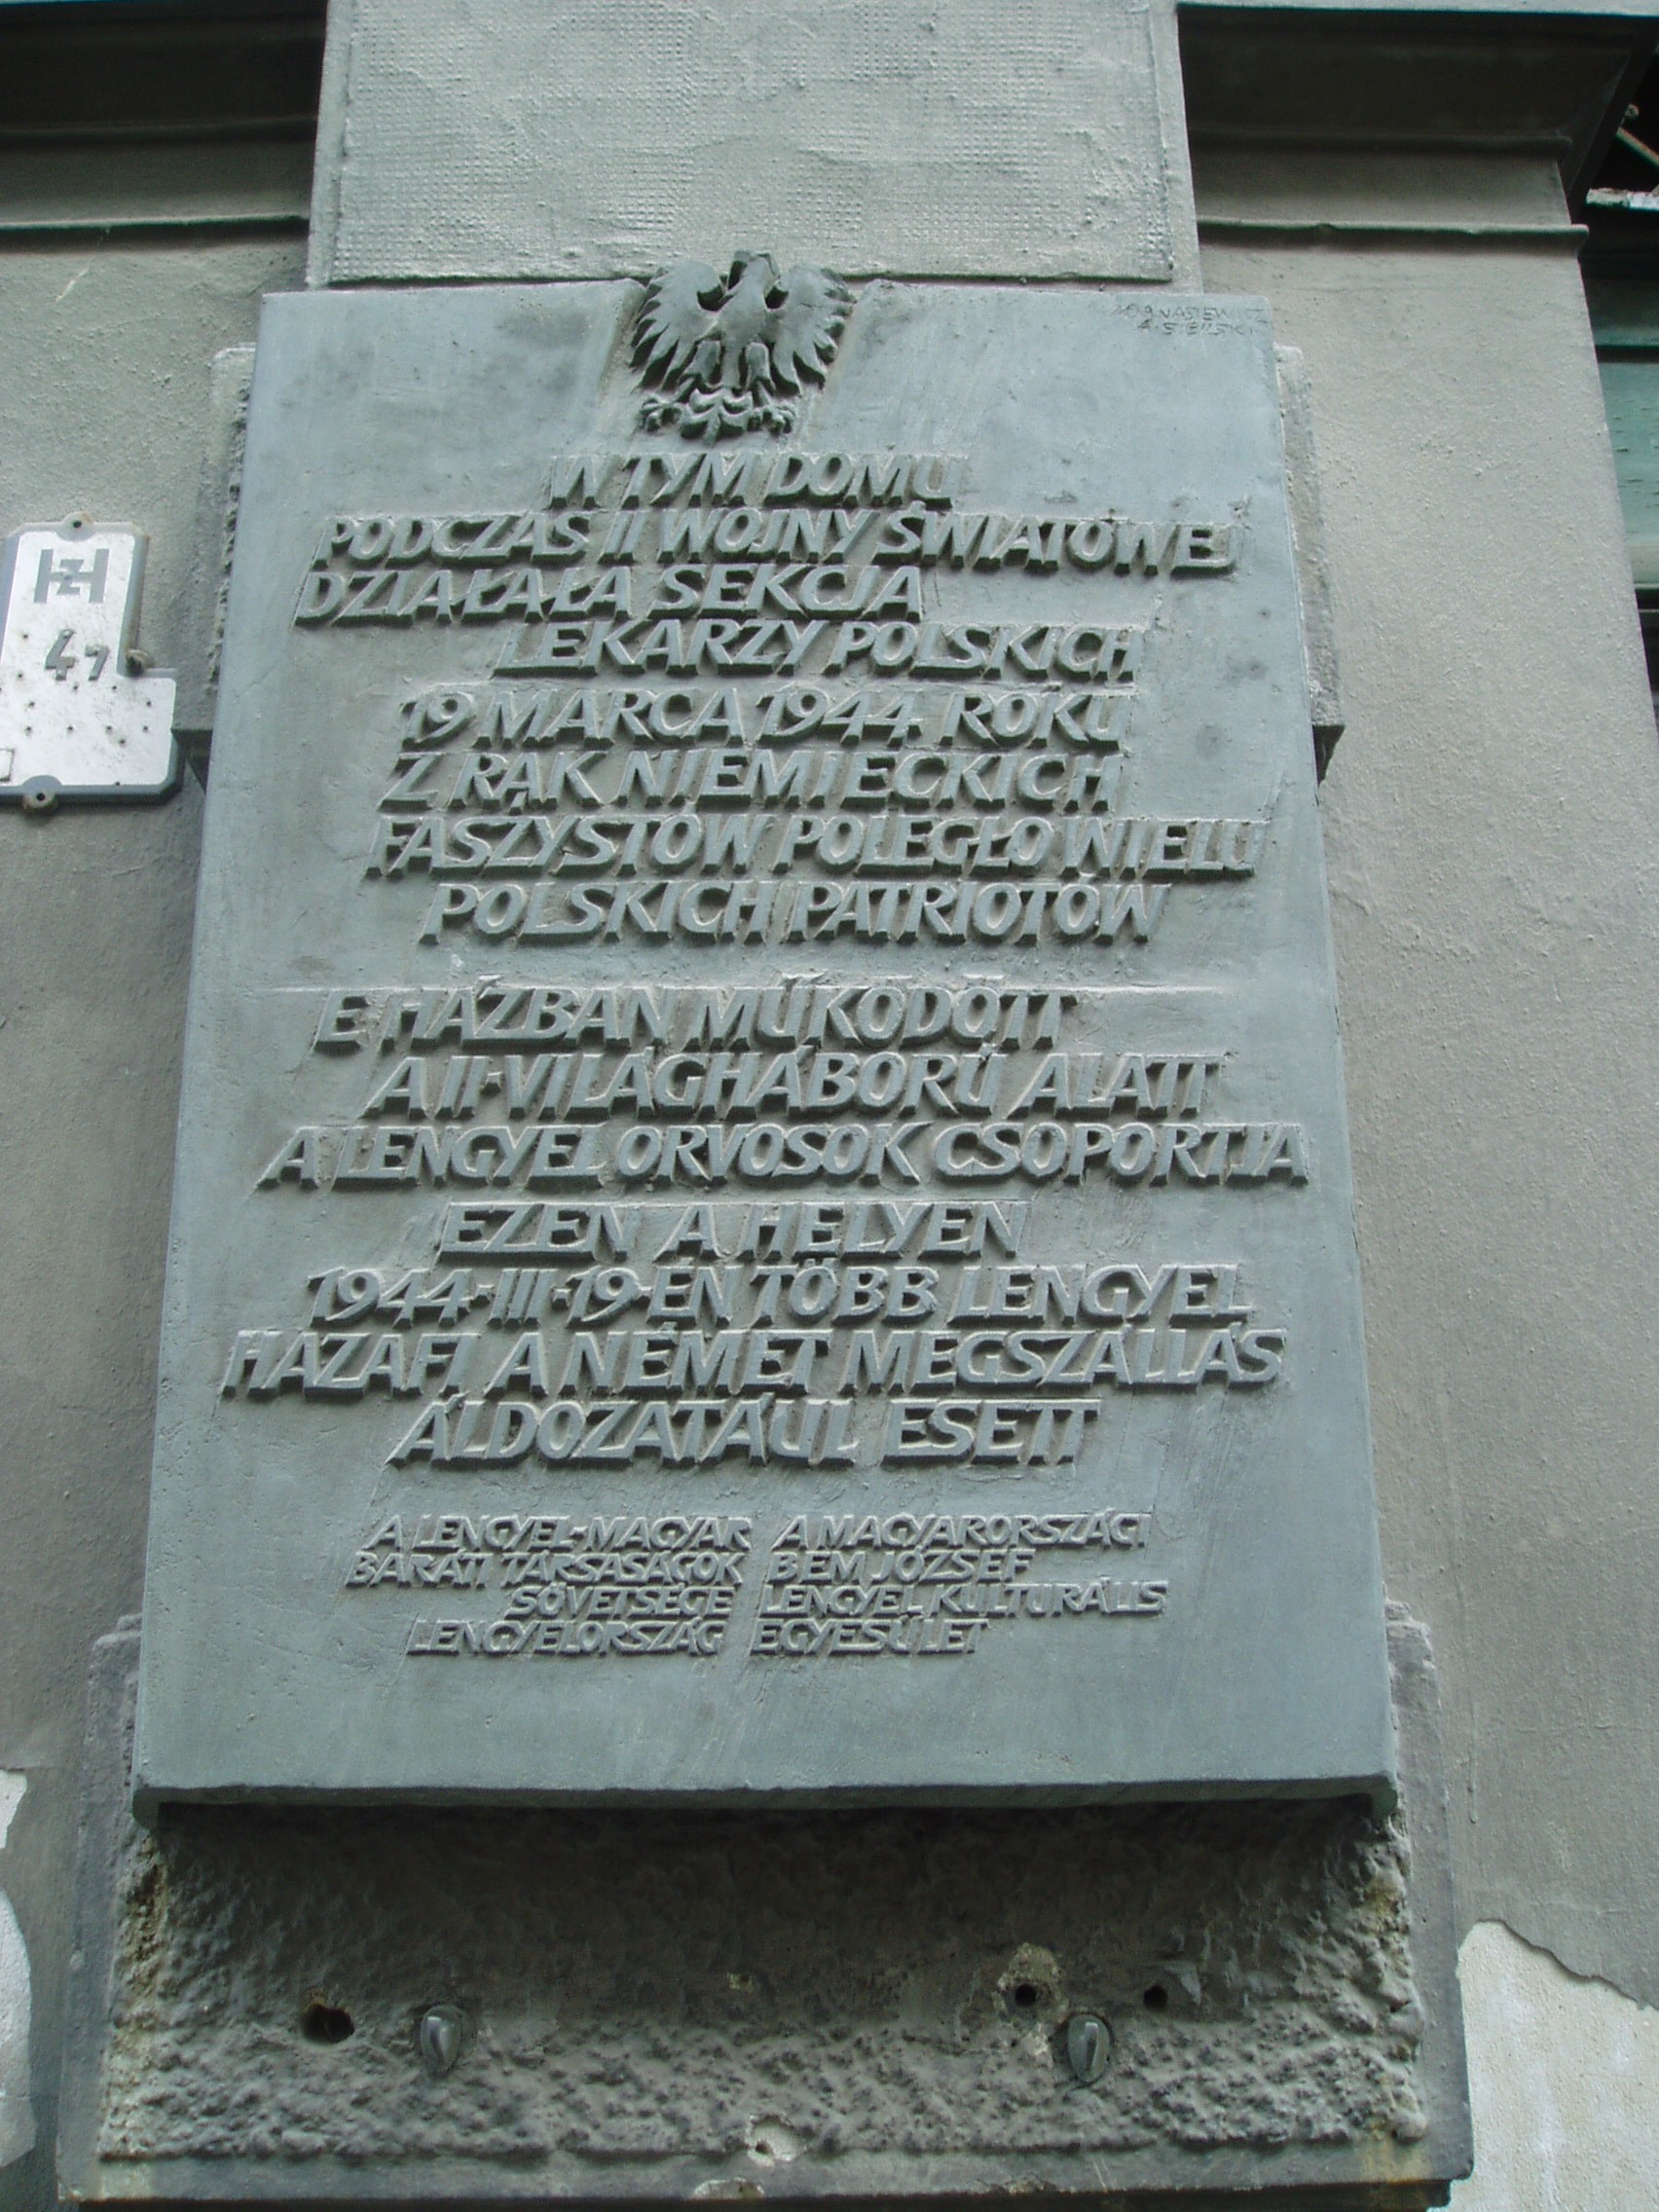 W TYM DOMU
PODCZAS II WOJNY ŚWIATOWEJ
DZIAŁAŁA SEKCJA
LEKARZY POLSKICH
19 MARCA 1944 ROKU
Z RĄK NIEMIECKICH
FASZYSTÓW POLEGŁO WIELU
POLSKICH PATRIOTÓW
E HÁZBAN MŰKÖDÖTT
A II·VILÁGHÁBORÚ ALATT
A LENGYEL ORVOSOK CSOPORTJA
EZEN A HELYEN
1944·III·19-ÉN TÖBB LENGYEL
HAZAFI A NÉMET MEGSZÁLLÁS
ÁLDOZATÁUL ESETT
A LENGYEL-MAGYAR
BARÁTI TÁRSASÁGOK
SÖVETSÉGE
LENGYELORSZÁG
A MAGYARORSZÁGI
BEM JÓZSEF
LENGYEL KULTURÁLIS
EGYESÜLET
HZH
47